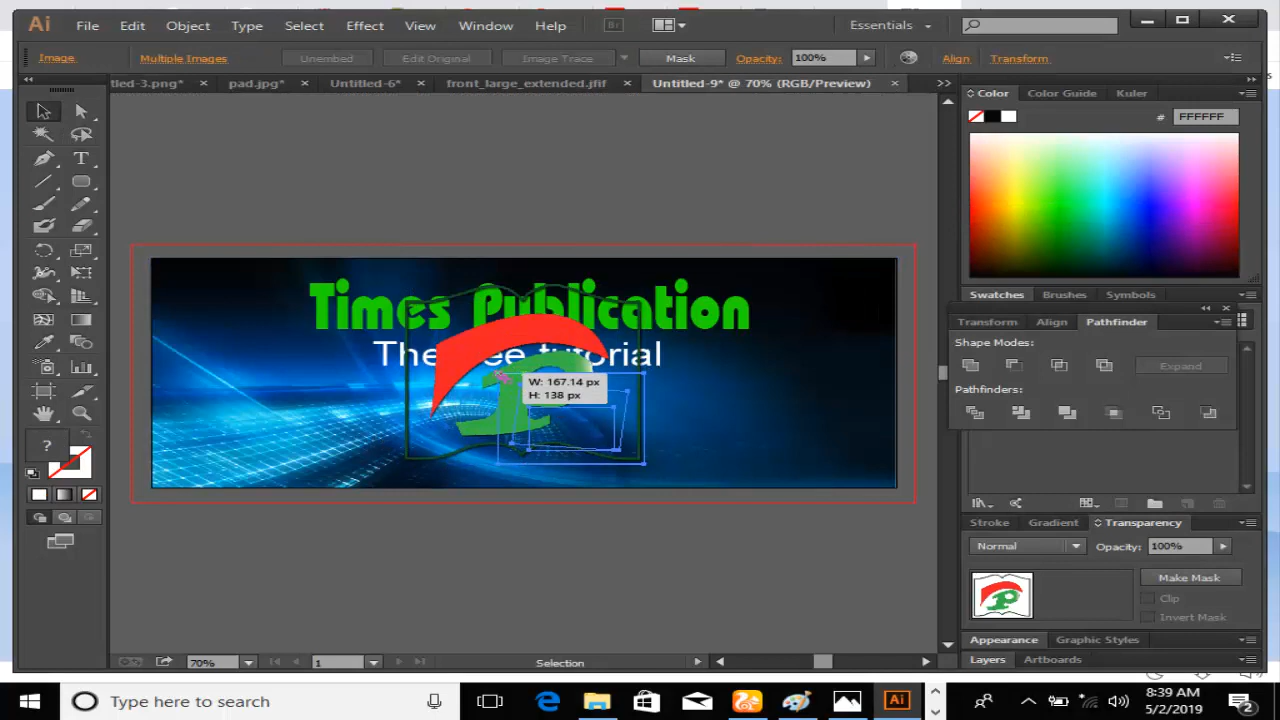 Ai File Edit Object Type Select Effect View Window Help Br Essentials
Image Multiple Images Unembed Edit Original Image Trace Mask Opacity: 100% Align Transform
tled-3.png* × pad.jpg* × Untitled-6* × front_large_extended.jfif × Untitled-9* @ 70% (RGB/Preview) ×
Color Color Guide Kuler
# FFFFFF
Times Publication
Swatches Brushes Symbols
Transform Align Pathfinder
Shape Modes:
Expand
Pathfinders:
W: 167.14 px
H: 138 px
?
Stroke Gradient Transparency
Normal Opacity: 100%
Make Mask
Clip
Invert Mask
P
Appearance Graphic Styles
Layers Artboards
70% 1 Selection
Type here to search
Ai
8:39 AM
5/2/2019
2